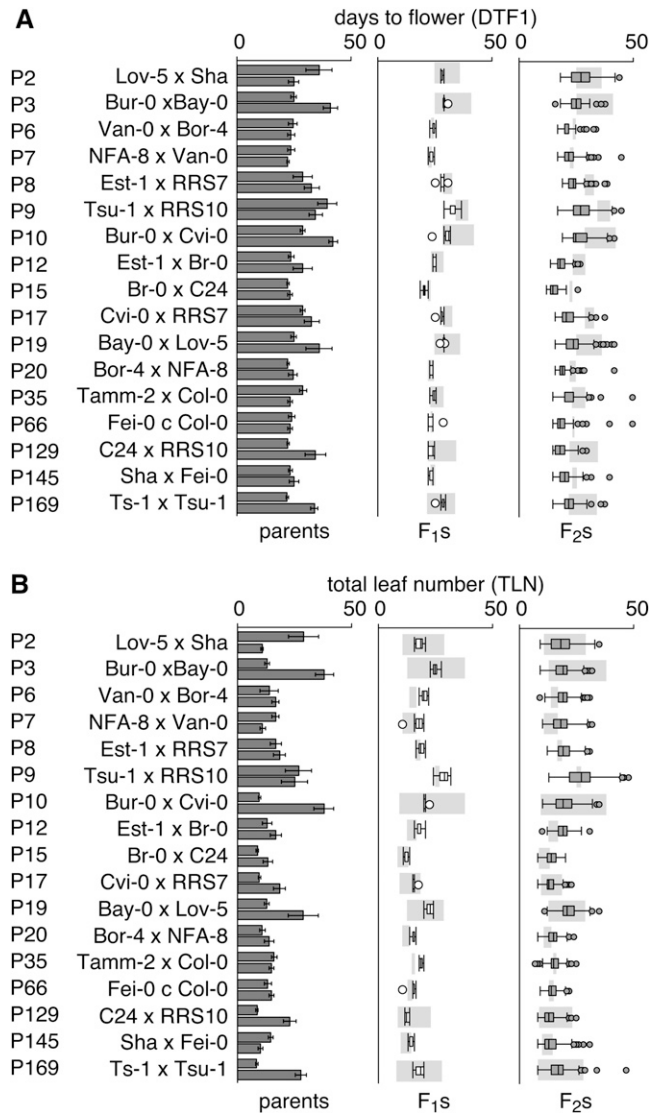 A
days to flower (DTF1)
0 50 0 50
P2 Lov-5 x Sha
P3 Bur-0 xBay-0
P6 Van-0 x Bor-4
P7 NFA-8 x Van-0
P8 Est-1 x RRS7
P9 Tsu-1 x RRS10
P10 Bur-0 x Cvi-0
P12 Est-1 x Br-0
P15 Br-0 x C24
P17 Cvi-0 x RRS7
P19 Bay-0 x Lov-5
P20 Bor-4 x NFA-8
P35 Tamm-2 x Col-0
P66 Fei-0 c Col-0
P129 C24 x RRS10
P145 Sha x Fei-0
P169 Ts-1 x Tsu-1
parents F1s F2s
B
total leaf number (TLN)
0 50 0 50
P2 Lov-5 x Sha
P3 Bur-0 xBay-0
P6 Van-0 x Bor-4
P7 NFA-8 x Van-0
P8 Est-1 x RRS7
P9 Tsu-1 x RRS10
P10 Bur-0 x Cvi-0
P12 Est-1 x Br-0
P15 Br-0 x C24
P17 Cvi-0 x RRS7
P19 Bay-0 x Lov-5
P20 Bor-4 x NFA-8
P35 Tamm-2 x Col-0
P66 Fei-0 c Col-0
P129 C24 x RRS10
P145 Sha x Fei-0
P169 Ts-1 x Tsu-1
parents F1s F2s